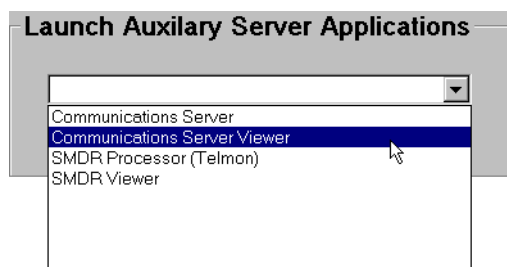 Launch Auxilary Server Applications
Communications Server
Communications Server Viewer
SMDR Processor (Telmon)
SMDR Viewer